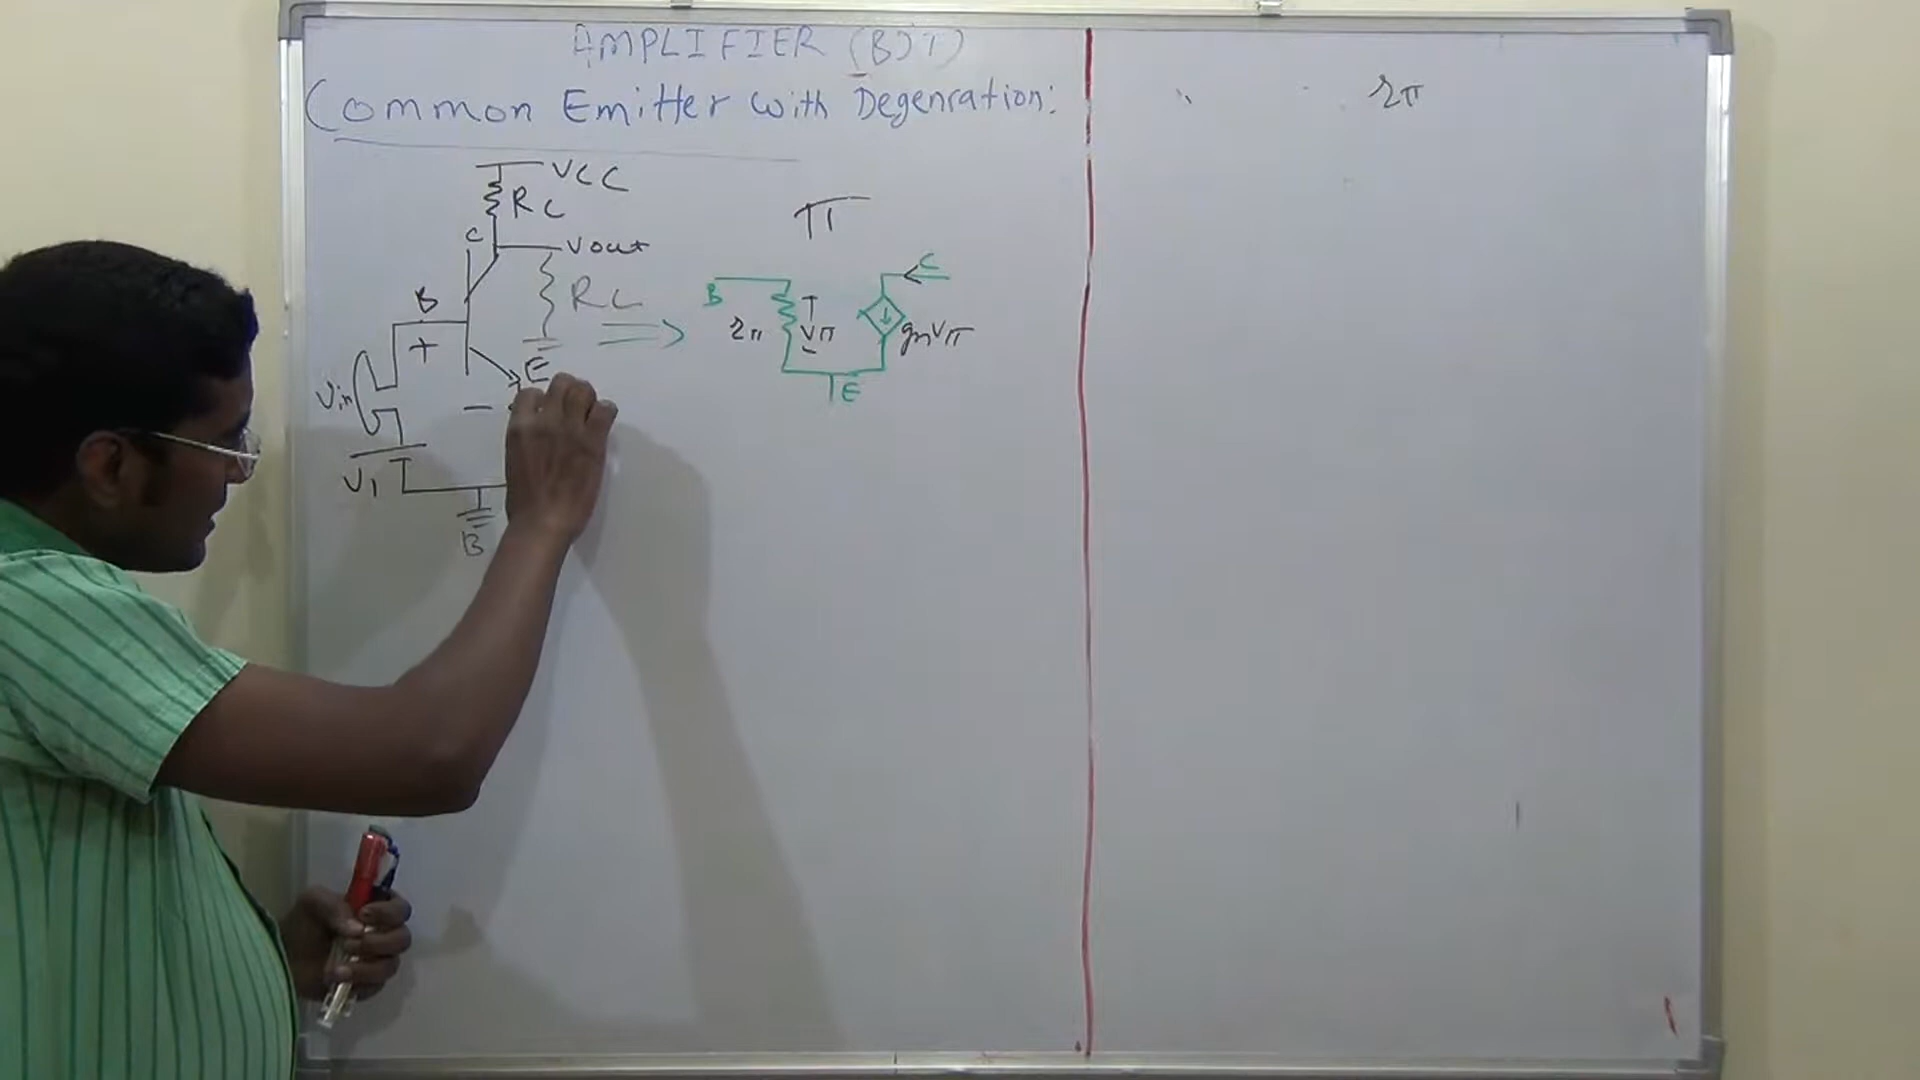 AMPLIFIER (BJT)
Common Emitter with Degenration:
rπ
VCC
RC
π
C
Vout
C
B
RL
B
rπ
+
Vπ
-
gmVπ
+
E
E
Vin
-
V1
B